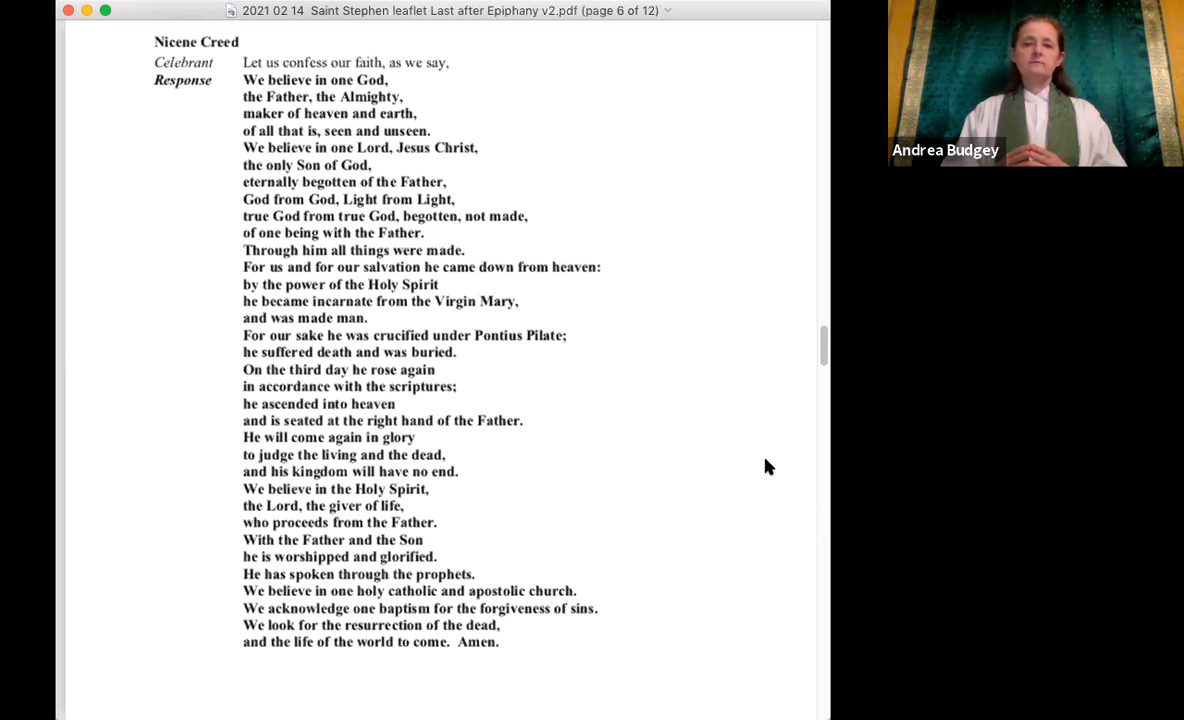 2021 02 14 Saint Stephen leaflet Last after Epiphany v2.pdf (page 6 of 12)
Nicene Creed
Celebrant Let us confess our faith, as we say,
Response We believe in one God,
the Father, the Almighty,
maker of heaven and earth,
of all that is, seen and unseen.
We believe in one Lord, Jesus Christ,
the only Son of God,
eternally begotten of the Father,
God from God, Light from Light,
true God from true God, begotten, not made,
of one being with the Father.
Through him all things were made.
For us and for our salvation he came down from heaven:
by the power of the Holy Spirit
he became incarnate from the Virgin Mary,
and was made man.
For our sake he was crucified under Pontius Pilate;
he suffered death and was buried.
On the third day he rose again
in accordance with the scriptures;
he ascended into heaven
and is seated at the right hand of the Father.
He will come again in glory
to judge the living and the dead,
and his kingdom will have no end.
We believe in the Holy Spirit,
the Lord, the giver of life,
who proceeds from the Father.
With the Father and the Son
he is worshipped and glorified.
He has spoken through the prophets.
We believe in one holy catholic and apostolic church.
We acknowledge one baptism for the forgiveness of sins.
We look for the resurrection of the dead,
and the life of the world to come. Amen.
Andrea Budgey